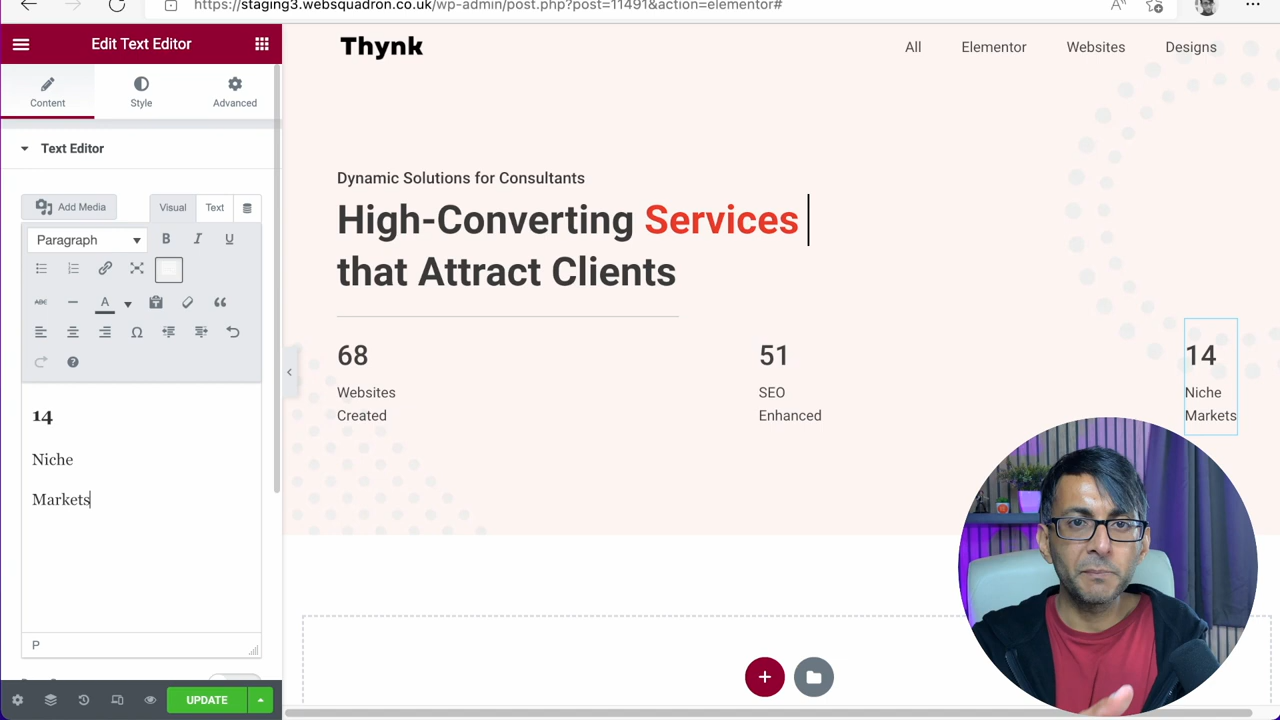 https://staging3.websquadron.co.uk/wp-admin/post.php?post=11491&action=elementor#
Edit Text Editor
Content
Style
Advanced
Text Editor
Add Media
Visual
Text
Paragraph
B
I
U
ABC
A
14
Niche
Markets
P
UPDATE
Thynk
All
Elementor
Websites
Designs
Dynamic Solutions for Consultants
High-Converting Services
that Attract Clients
68
Websites
Created
51
SEO
Enhanced
14
Niche
Markets